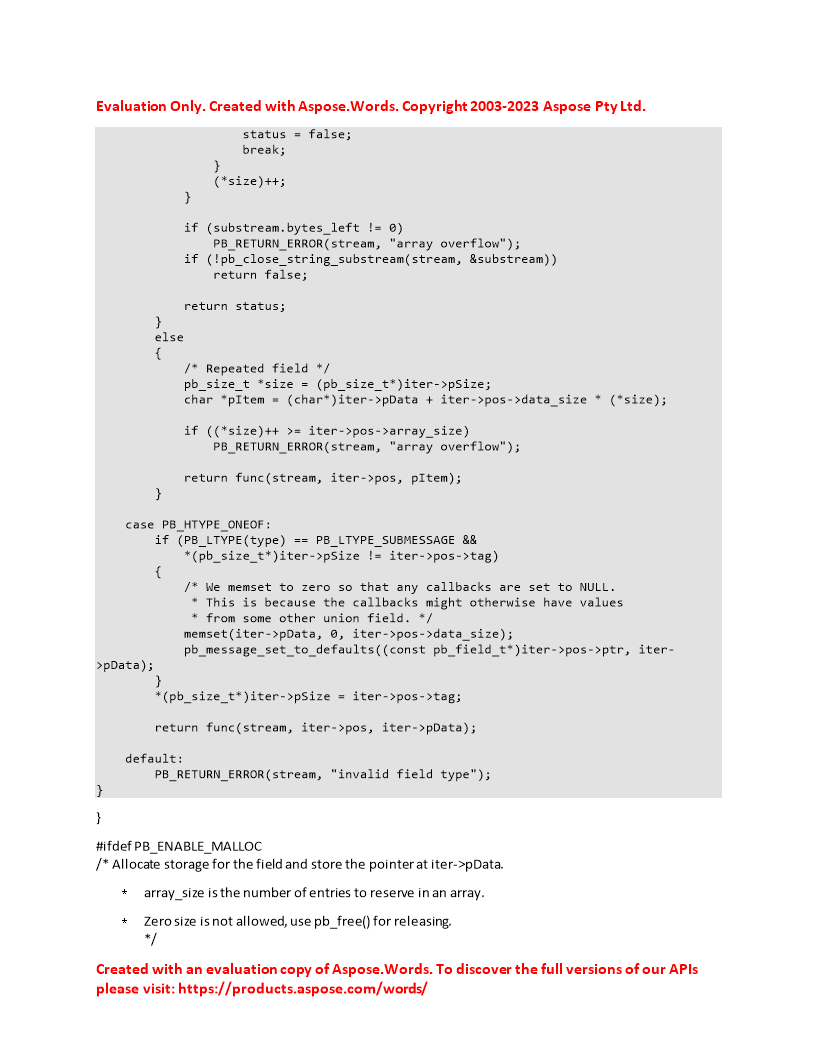 Evaluation Only. Created with Aspose.Words. Copyright 2003-2023 Aspose Pty Ltd.
                    status = false;
                    break;
                }
                (*size)++;
            }

            if (substream.bytes_left != 0)
                PB_RETURN_ERROR(stream, "array overflow");
            if (!pb_close_string_substream(stream, &substream))
                return false;

            return status;
        }
        else
        {
            /* Repeated field */
            pb_size_t *size = (pb_size_t*)iter->pSize;
            char *pItem = (char*)iter->pData + iter->pos->data_size * (*size);

            if ((*size)++ >= iter->pos->array_size)
                PB_RETURN_ERROR(stream, "array overflow");

            return func(stream, iter->pos, pItem);
        }

    case PB_HTYPE_ONEOF:
        if (PB_LTYPE(type) == PB_LTYPE_SUBMESSAGE &&
            *(pb_size_t*)iter->pSize != iter->pos->tag)
        {
            /* We memset to zero so that any callbacks are set to NULL.
             * This is because the callbacks might otherwise have values
             * from some other union field. */
            memset(iter->pData, 0, iter->pos->data_size);
            pb_message_set_to_defaults((const pb_field_t*)iter->pos->ptr, iter-
>pData);
        }
        *(pb_size_t*)iter->pSize = iter->pos->tag;

        return func(stream, iter->pos, iter->pData);

    default:
        PB_RETURN_ERROR(stream, "invalid field type");
}
}
#ifdef PB_ENABLE_MALLOC
/* Allocate storage for the field and store the pointer at iter->pData.
* array_size is the number of entries to reserve in an array.
* Zero size is not allowed, use pb_free() for releasing.
*/
Created with an evaluation copy of Aspose.Words. To discover the full versions of our APIs
please visit: https://products.aspose.com/words/